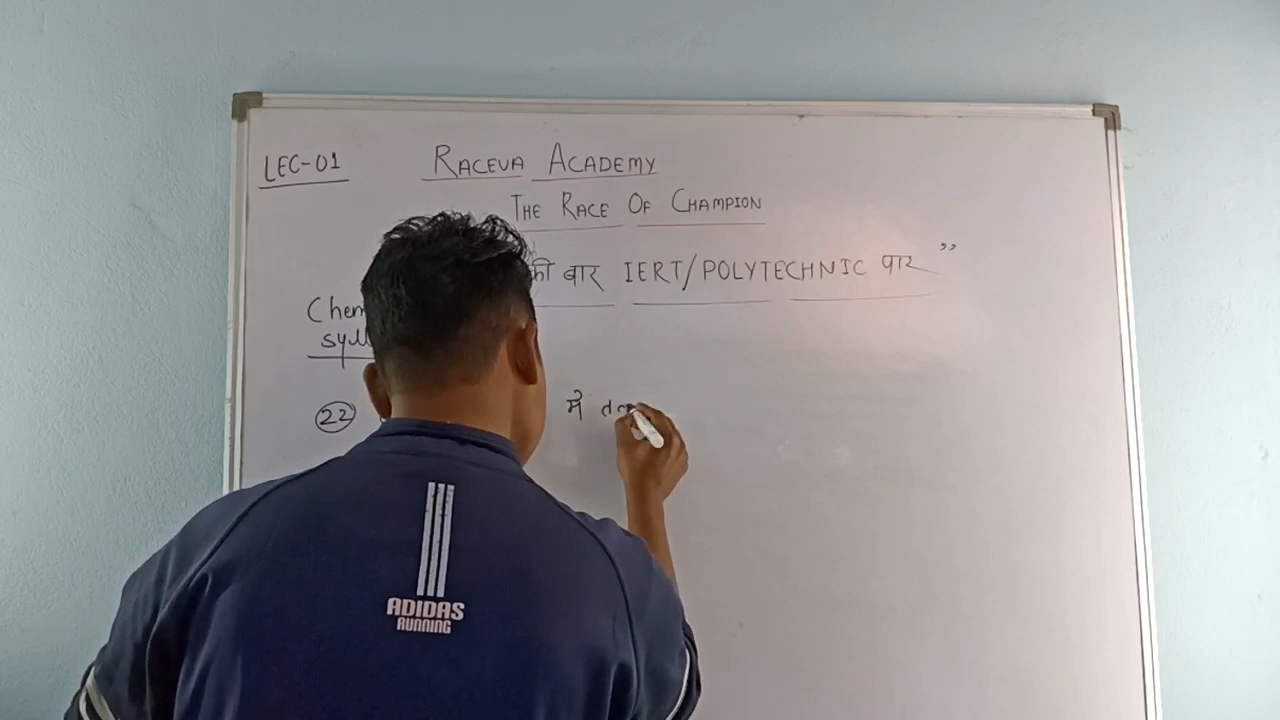 LEC-01 RACEVA ACADEMY
THE RACE OF CHAMPION
की बार IERT/POLYTECHNIC पार ”
Chem
syll
22 में
ADIDAS
RUNNING